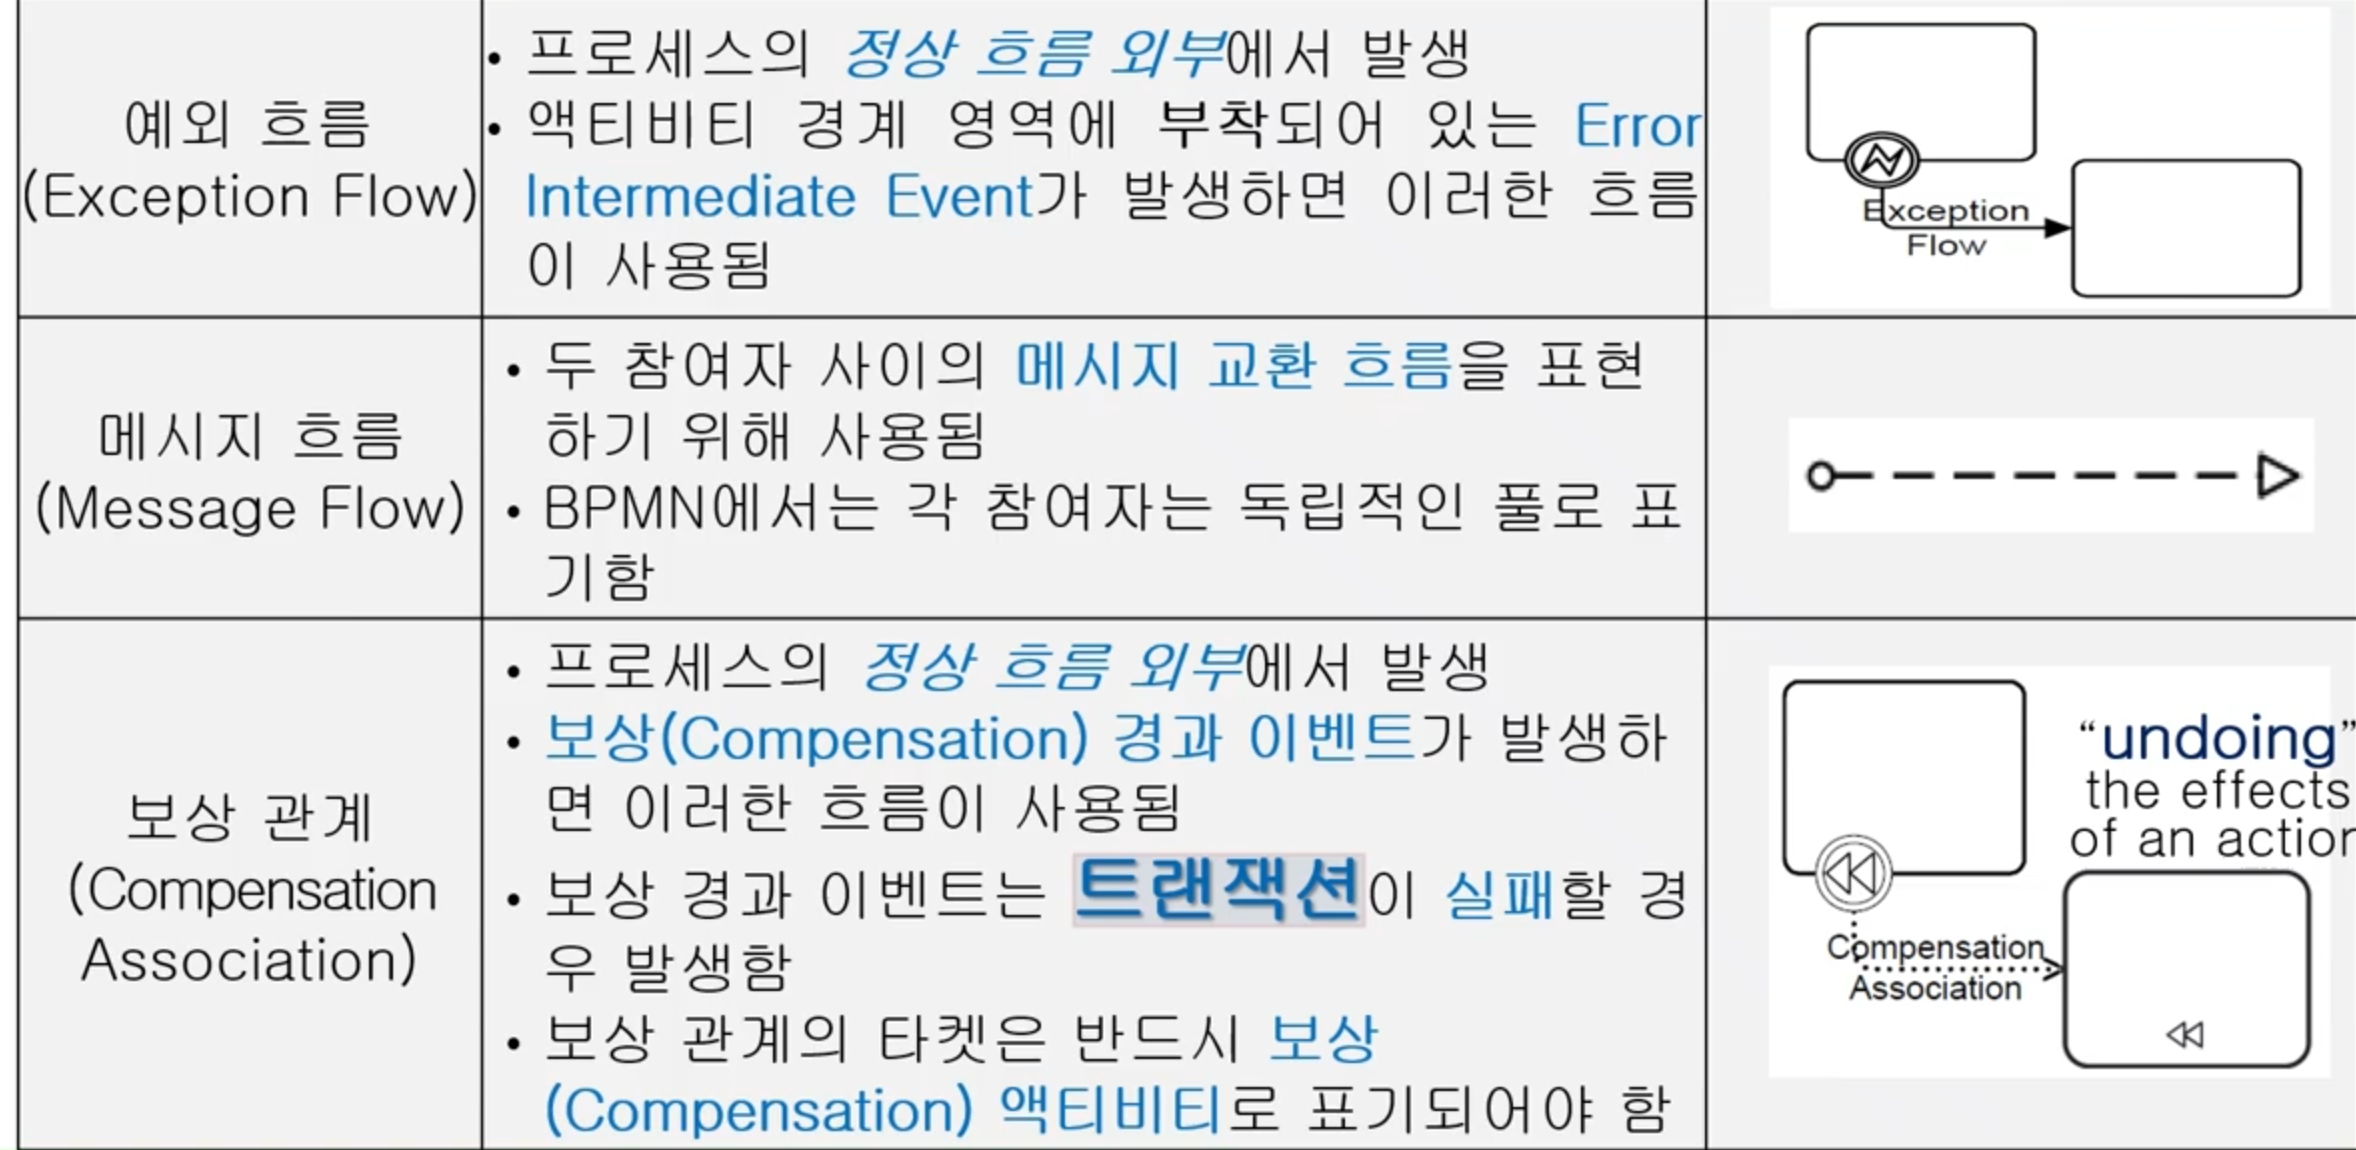 예외 흐름
(Exception Flow)
• 프로세스의 정상 흐름 외부에서 발생
• 액티비티 경계 영역에 부착되어 있는 Error
Intermediate Event가 발생하면 이러한 흐름
이 사용됨
Exception
Flow
메시지 흐름
(Message Flow)
• 두 참여자 사이의 메시지 교환 흐름을 표현
하기 위해 사용됨
• BPMN에서는 각 참여자는 독립적인 풀로 표
기함
보상 관계
(Compensation
Association)
• 프로세스의 정상 흐름 외부에서 발생
• 보상(Compensation) 경과 이벤트가 발생하
면 이러한 흐름이 사용됨
• 보상 경과 이벤트는 트랜잭션이 실패할 경
우 발생함
• 보상 관계의 타켓은 반드시 보상
(Compensation) 액티비티로 표기되어야 함
“undoing”
the effects
of an action
Compensation
Association